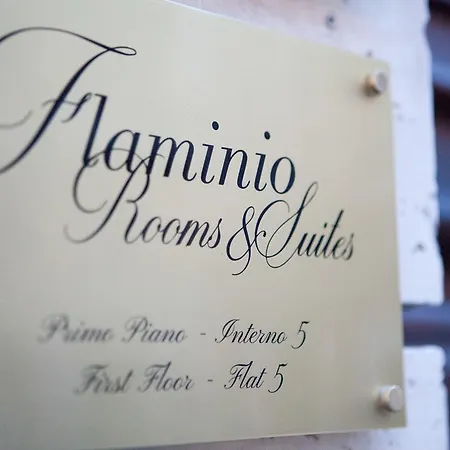 Flaminio
Rooms & Suites
Primo Piano - Interno 5
First Floor - Flat 5